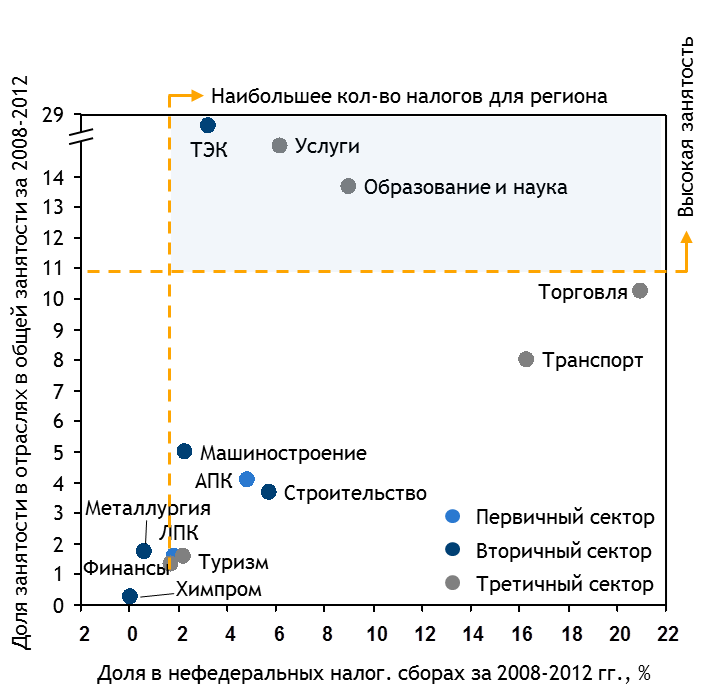 Наибольшее кол-во налогов для региона
Высокая занятость
Доля занятости в отраслях в общей занятости за 2008-2012
29
14
13
12
11
10
9
8
7
6
5
4
3
2
1
0
ТЭК
Услуги
Образование и наука
Торговля
Транспорт
Машиностроение
АПК
Строительство
Металлургия
ЛПК
Финансы
Туризм
Химпром
Первичный сектор
Вторичный сектор
Третичный сектор
2 0 2 4 6 8 10 12 14 16 18 20 22
Доля в нефедеральных налог. сборах за 2008-2012 гг., %